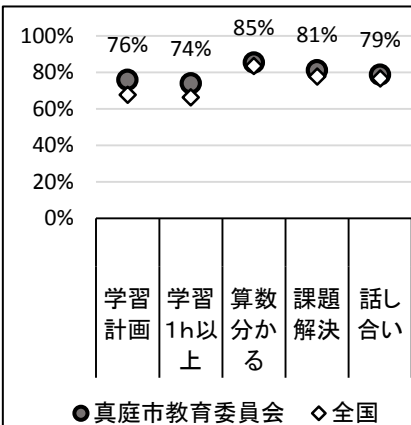 100%
80%
60%
40%
20%
0%
76%
74%
85%
81%
79%
学習
計画
学習
1h以
上
算数
分かる
課題
解決
話し
合い
真庭市教育委員会
全国